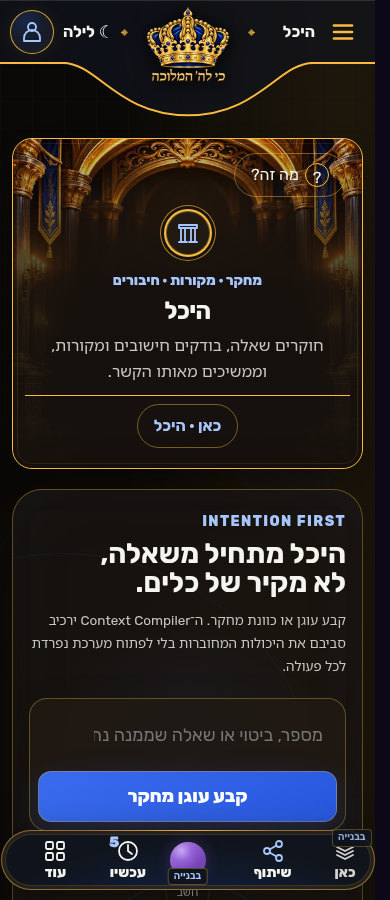 היכל
☾ לילה
כי לה׳ המלוכה
? מה זה?
מחקר • מקורות • חיבורים
היכל
חוקרים שאלה, בודקים חישובים ומקורות,
וממשיכים מאותו הקשר.
כאן • היכל
INTENTION FIRST
היכל מתחיל משאלה,
לא מקיר של כלים.
קבע עוגן או כוונת מחקר. ה־Context Compiler ירכיב
סביבם את היכולות המחוברות בלי לפתוח מערכת נפרדת
לכל פעולה.
מספר, ביטוי או שאלה שממנה
קבע עוגן מחקר
בבנייה
כאן
שיתוף
בבנייה
חשב
5
עכשיו
עוד